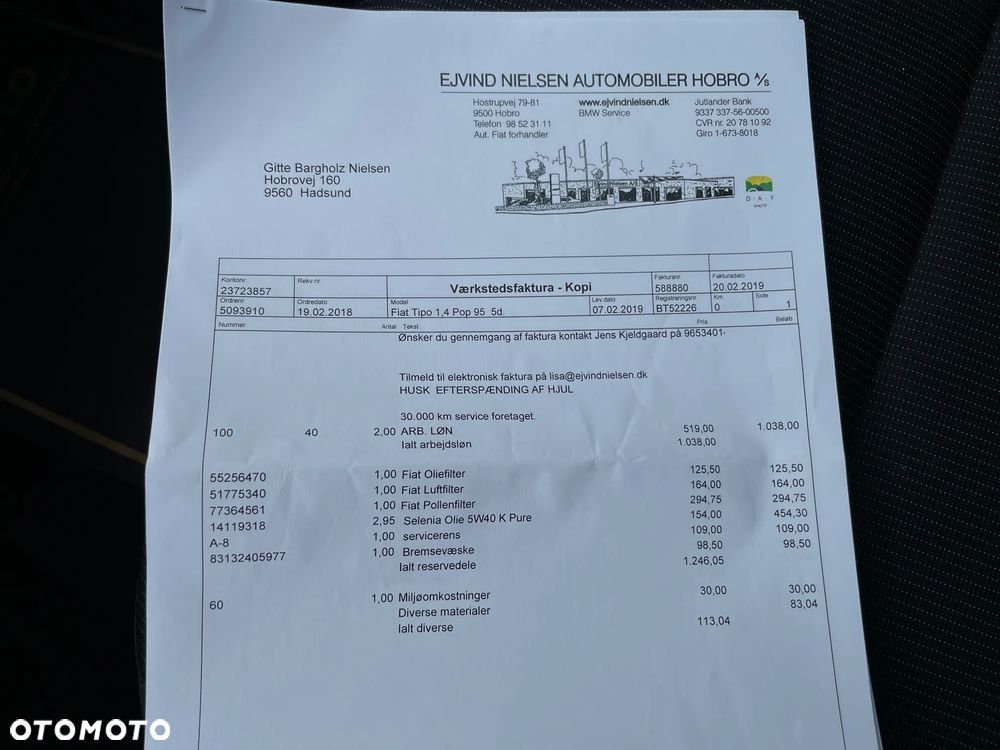 EJVIND NIELSEN AUTOMOBILER HOBRO A/S
Hostrupvej 79-81 www.ejvindnielsen.dk Jutlander Bank
9500 Hobro BMW Service 9337 337-56-00500
Telefon 98 52 31 11 CVR nr. 20 78 10 92
Aut. Fiat forhandler Giro 1-673-8018
Gitte Bargholz Nielsen
Hobrovej 160
9560 Hadsund
Ejvind Nielsen A/S
D·A·F
Kontonr. Rekv.nr Værkstedsfaktura - Kopi Fakturanr. Fakturadato
23723857 588880 20.02.2019
Ordrenr. Ordredato Model Lev.dato Registreringsnr. Km. Side
5093910 19.02.2018 Fiat Tipo 1,4 Pop 95 5d. 07.02.2019 BT52226 0 1
Nummer Antal Tekst Pris Beløb
Ønsker du gennemgang af faktura kontakt Jens Kjeldgaard på 9653401
Tilmeld til elektronisk faktura på lisa@ejvindnielsen.dk
HUSK EFTERSPÆNDING AF HJUL
30.000 km service foretaget.
100 40 2,00 ARB. LØN 519,00 1.038,00
Ialt arbejdsløn 1.038,00
55256470 1,00 Fiat Oliefilter 125,50 125,50
51775340 1,00 Fiat Luftfilter 164,00 164,00
77364561 1,00 Fiat Pollenfilter 294,75 294,75
14119318 2,95 Selenia Olie 5W40 K Pure 154,00 454,30
A-8 1,00 servicerens 109,00 109,00
83132405977 1,00 Bremsevæske 98,50 98,50
Ialt reservedele 1.246,05
60 1,00 Miljøomkostninger 30,00 30,00
Diverse materialer 83,04
Ialt diverse 113,04
OTOMOTO